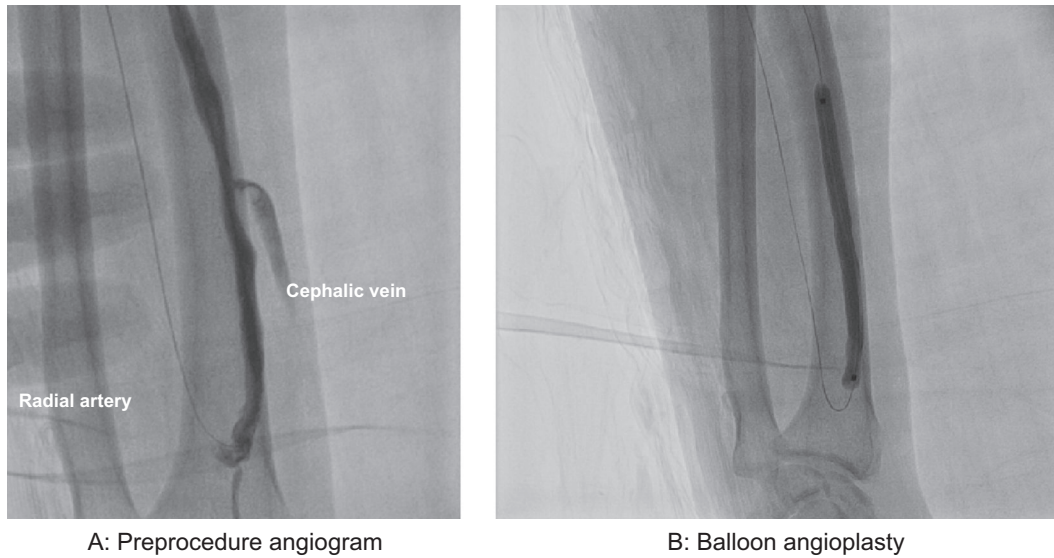 Cephalic vein
Radial artery
A: Preprocedure angiogram
B: Balloon angioplasty